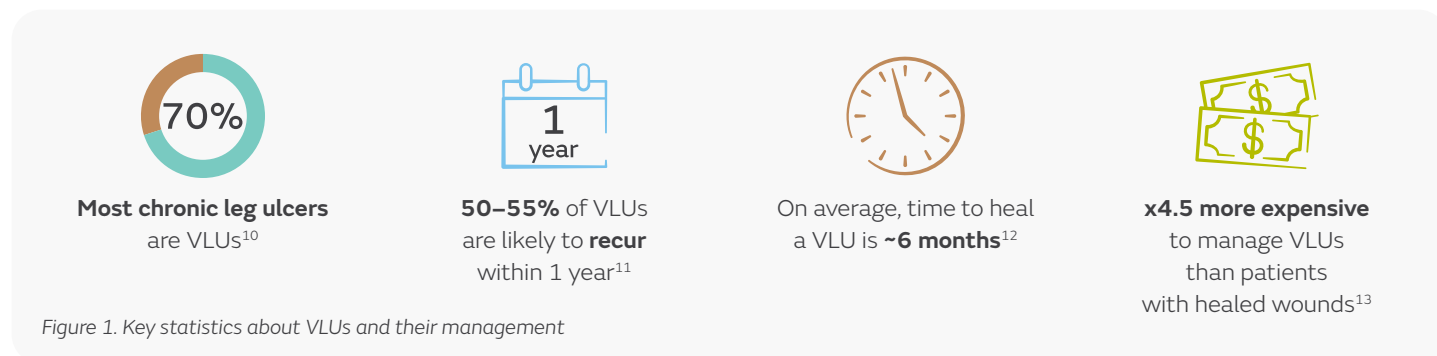 70%
Most chronic leg ulcers
are VLUs10
1
year
50–55% of VLUs
are likely to recur
within 1 year11
On average, time to heal
a VLU is ~6 months12
$
$
x4.5 more expensive
to manage VLUs
than patients
with healed wounds13
Figure 1. Key statistics about VLUs and their management